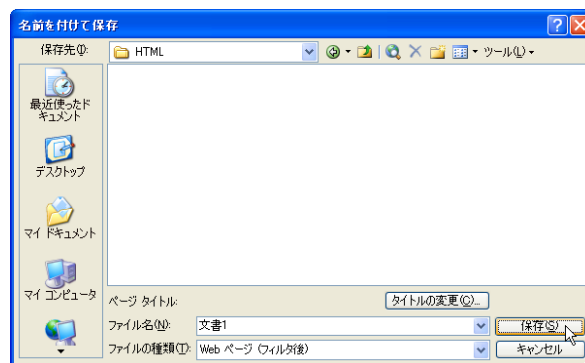 名前を付けて保存
保存先(I):
HTML
ツール(L)
最近使ったド
キュメント
デスクトップ
マイ ドキュメント
マイ コンピュータ
ページ タイトル:
タイトルの変更(C)...
ファイル名(N):
文書1
保存(S)
ファイルの種類(T):
Web ページ (フィルタ後)
キャンセル